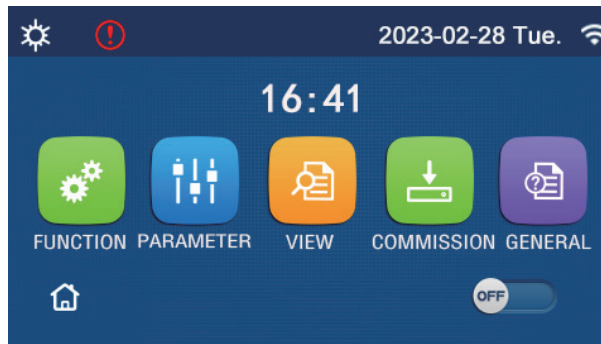 2023-02-28 Tue.
16:41
FUNCTION PARAMETER VIEW COMMISSION GENERAL
OFF